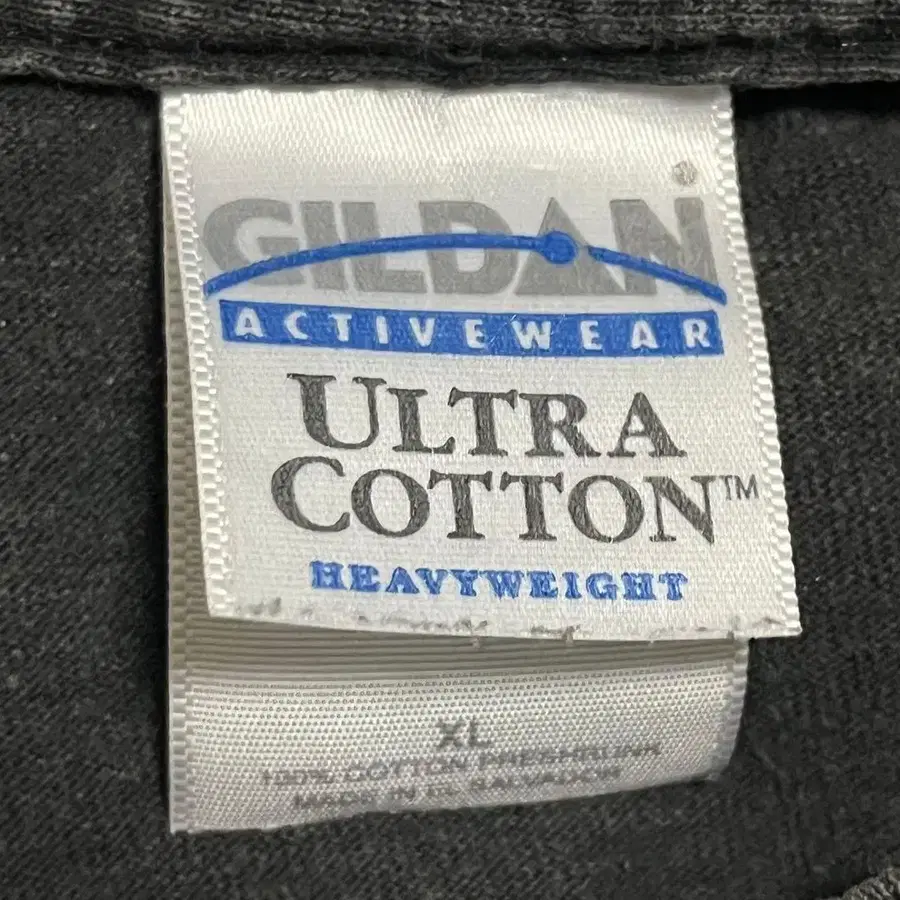 GILDAN®
ACTIVEWEAR
ULTRA
COTTON™
HEAVYWEIGHT
XL
100% COTTON PRESHRUNK
MADE IN EL SALVADOR